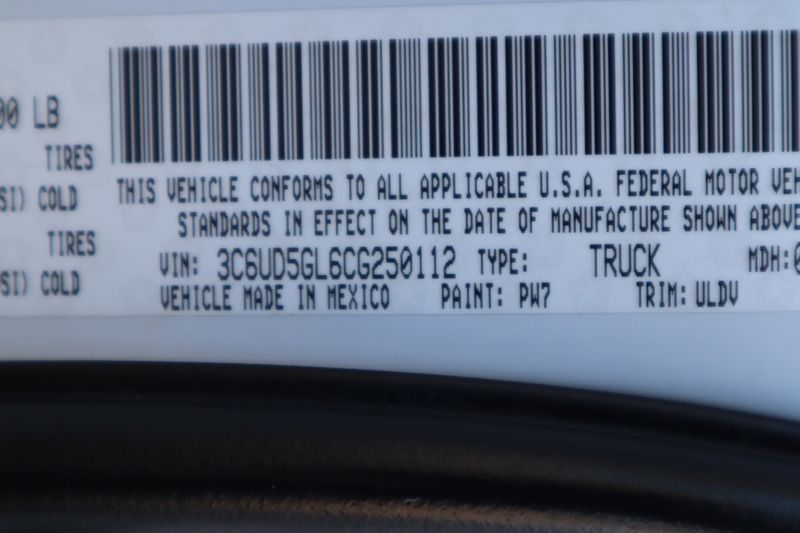 00 LB
TIRES
SI) COLD
TIRES
SI) COLD
THIS VEHICLE CONFORMS TO ALL APPLICABLE U.S.A. FEDERAL MOTOR VEH
STANDARDS IN EFFECT ON THE DATE OF MANUFACTURE SHOWN ABOVE
VIN: 3C6UD5GL6CG250112 TYPE: TRUCK MDH:0
VEHICLE MADE IN MEXICO PAINT: PW7 TRIM: ULDV